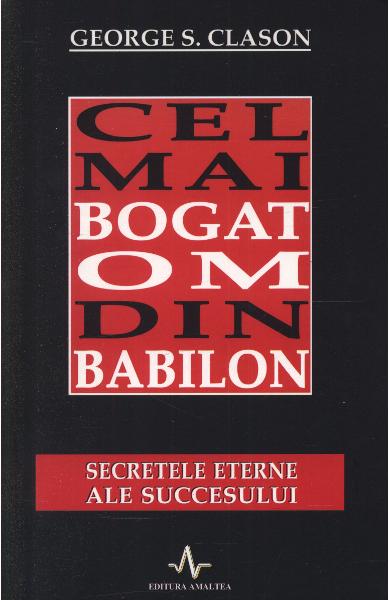 GEORGE S. CLASON
CEL
MAI
BOGAT
OM
DIN
BABILON
SECRETELE ETERNE
ALE SUCCESULUI
EDITURA AMALTEA